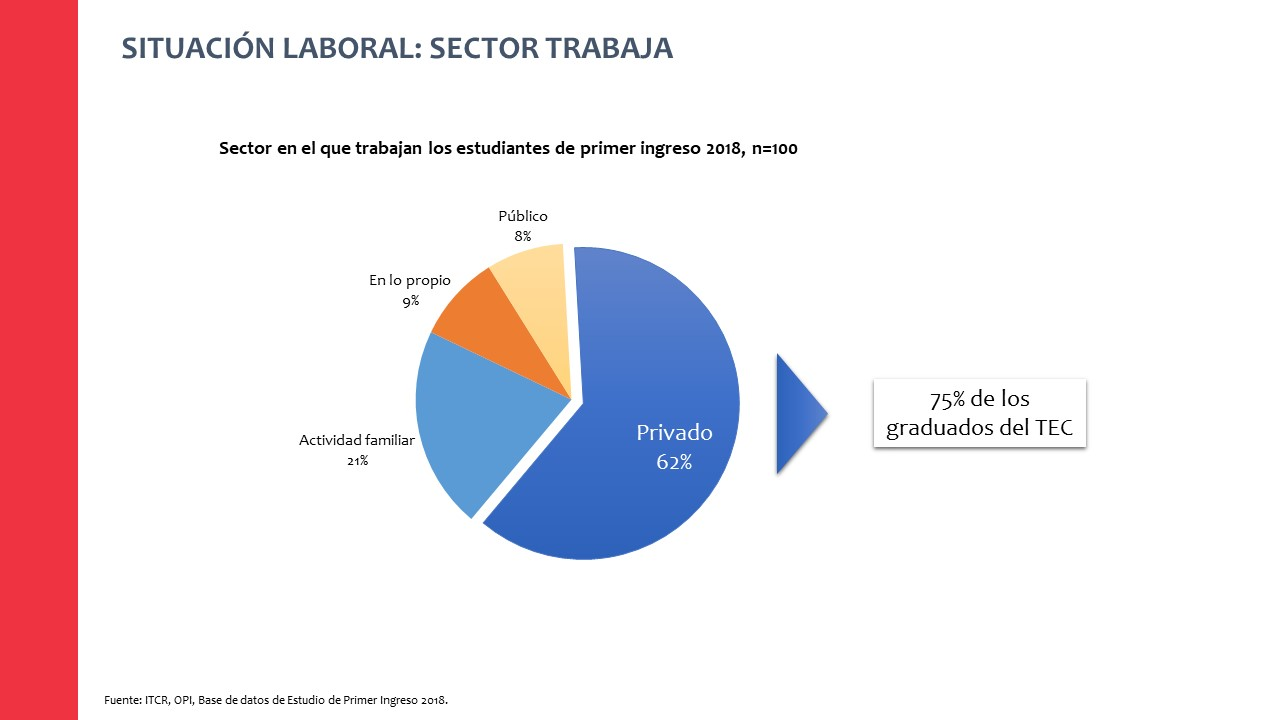 SITUACIÓN LABORAL: SECTOR TRABAJA
Sector en el que trabajan los estudiantes de primer ingreso 2018, n=100
Público
8%
En lo propio
9%
Actividad familiar
21%
Privado
62%
75% de los
graduados del TEC
Fuente: ITCR, OPI, Base de datos de Estudio de Primer Ingreso 2018.